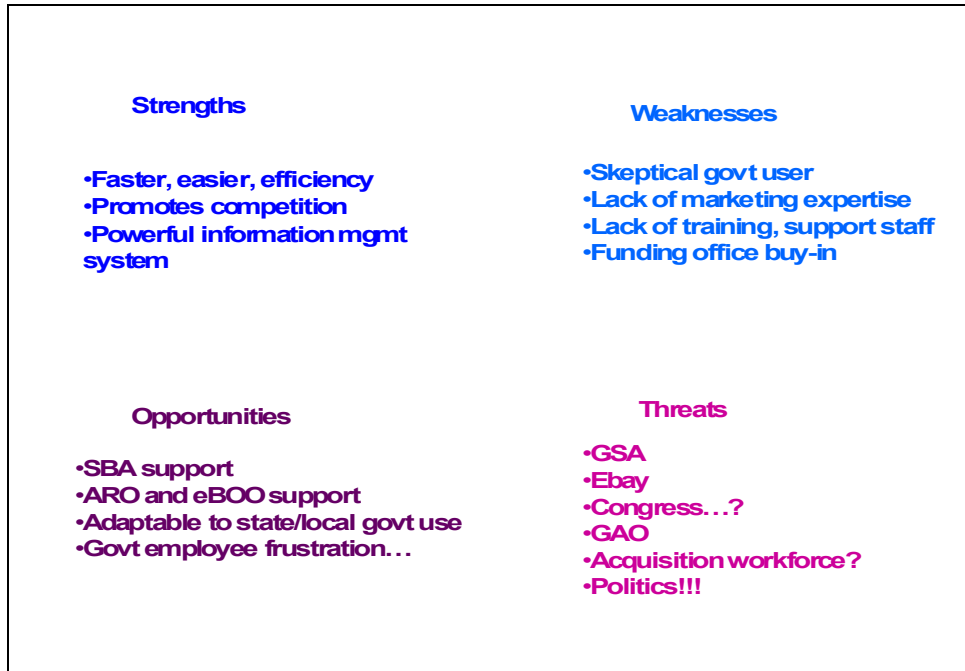 Strengths
•Faster, easier, efficiency
•Promotes competition
•Powerful information mgmt
system
Weaknesses
•Skeptical govt user
•Lack of marketing expertise
•Lack of training, support staff
•Funding office buy-in
Opportunities
•SBA support
•ARO and eBOO support
•Adaptable to state/local govt use
•Govt employee frustration…
Threats
•GSA
•Ebay
•Congress…?
•GAO
•Acquisition workforce?
•Politics!!!